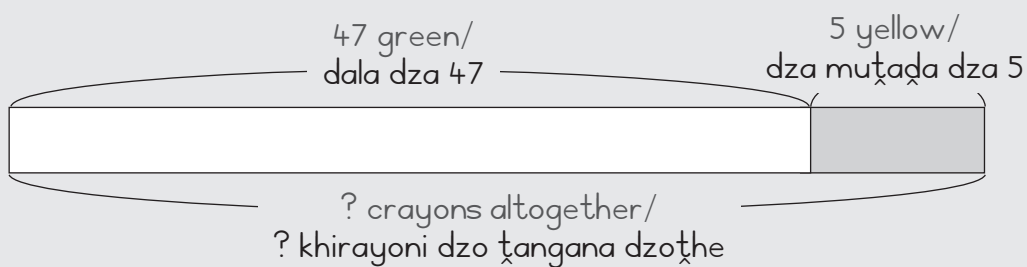 47 green/
dala dza 47
5 yellow/
dza muṱaḓa dza 5
? crayons altogether/
? khirayoni dzo ṱangana dzoṱhe